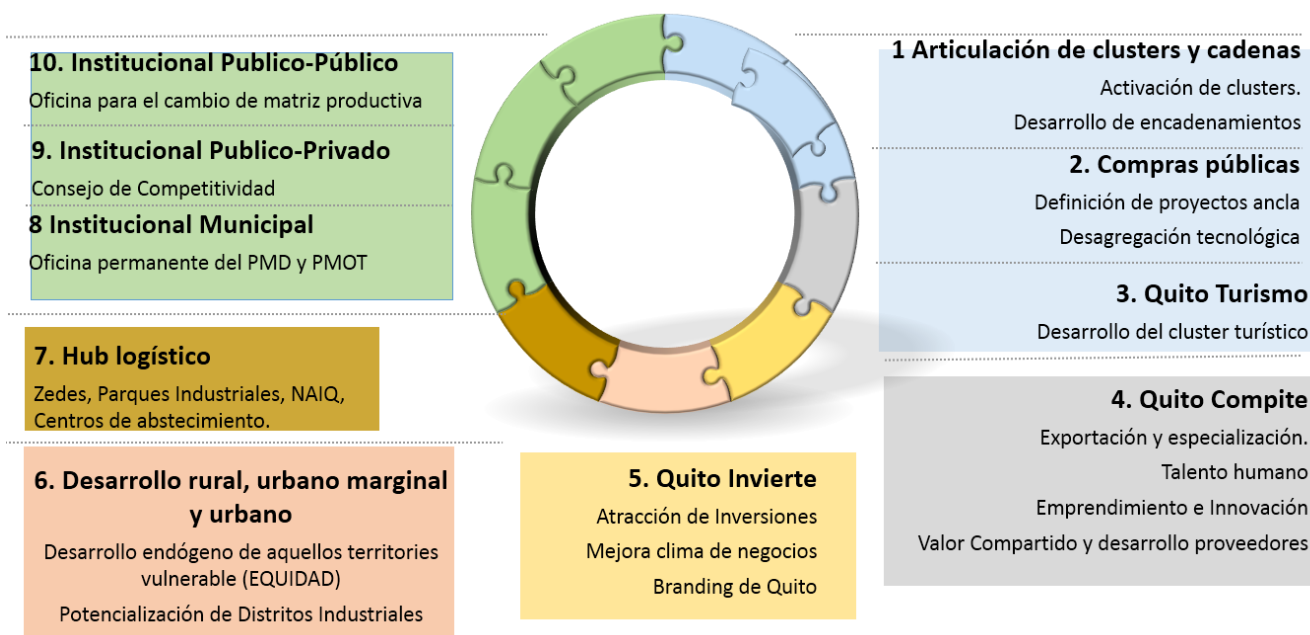 10. Institucional Publico-Público
Oficina para el cambio de matriz productiva
9. Institucional Publico-Privado
Consejo de Competitividad
8 Institucional Municipal
Oficina permanente del PMD y PMOT
7. Hub logístico
Zedes, Parques Industriales, NAIQ,
Centros de abastecimiento.
6. Desarrollo rural, urbano marginal
y urbano
Desarrollo endógeno de aquellos territories
vulnerable (EQUIDAD)
Potencialización de Distritos Industriales
5. Quito Invierte
Atracción de Inversiones
Mejora clima de negocios
Branding de Quito
1 Articulación de clusters y cadenas
Activación de clusters.
Desarrollo de encadenamientos
2. Compras públicas
Definición de proyectos ancla
Desagregación tecnológica
3. Quito Turismo
Desarrollo del cluster turístico
4. Quito Compite
Exportación y especialización.
Talento humano
Emprendimiento e Innovación
Valor Compartido y desarrollo proveedores